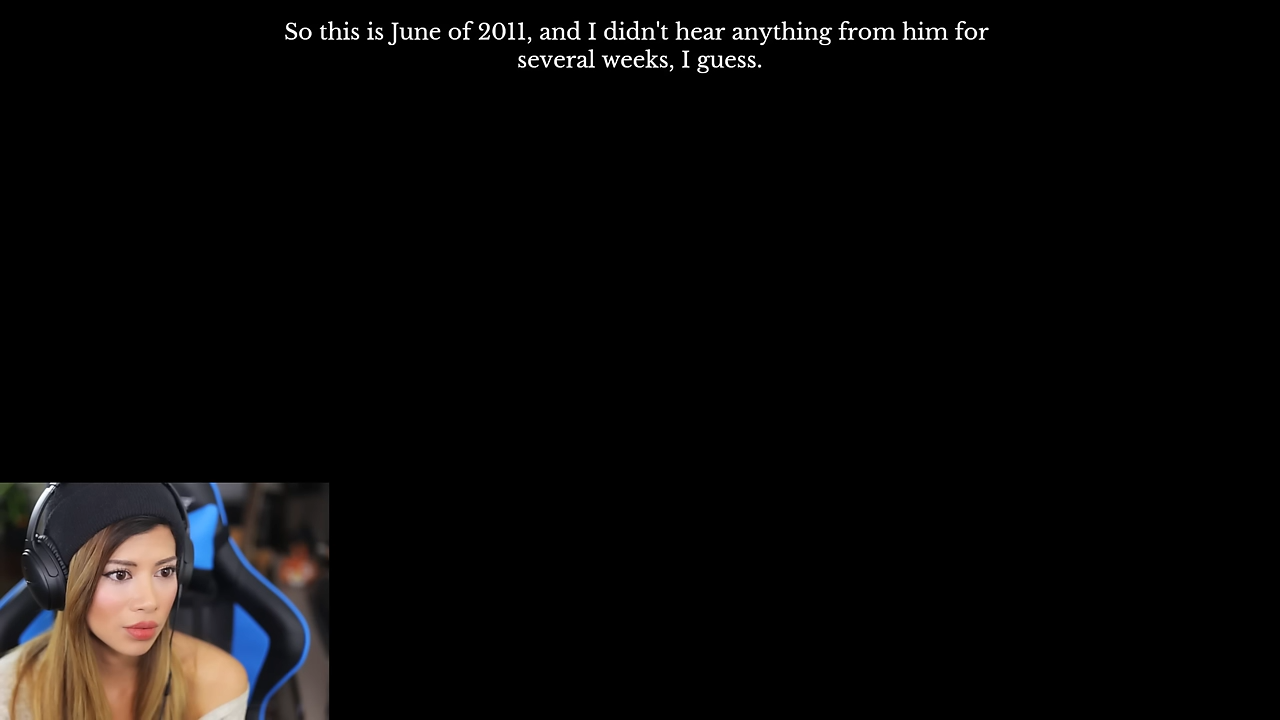 So this is June of 2011, and I didn't hear anything from him for
several weeks, I guess.